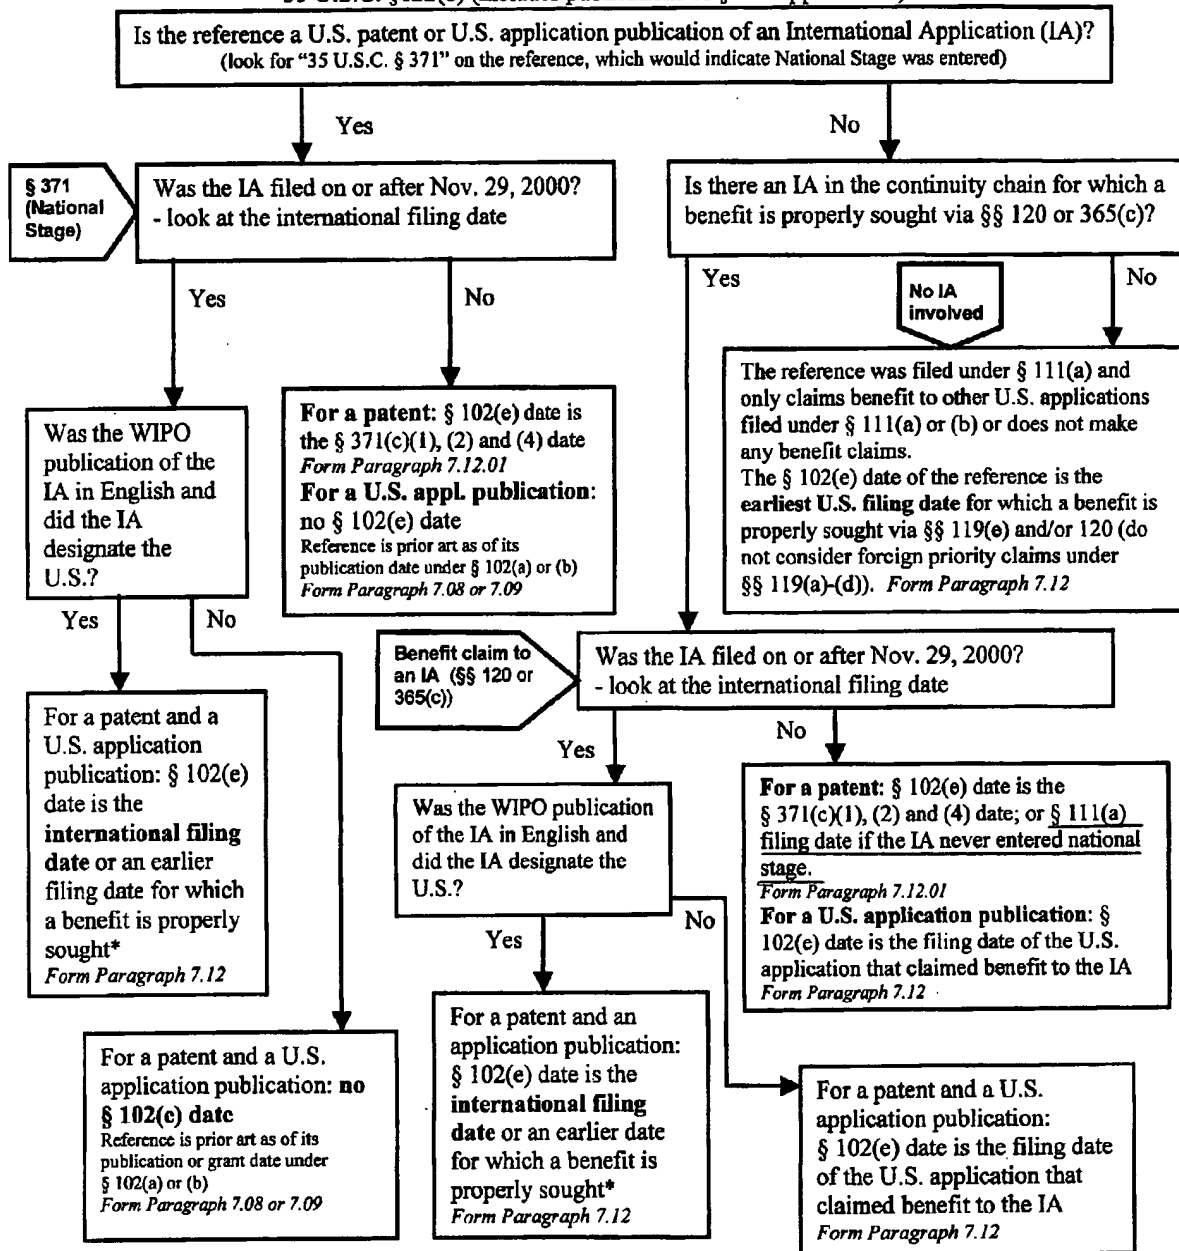 Is the reference a U.S. patent or U.S. application publication of an International Application (IA)?
(look for "35 U.S.C. § 371" on the reference, which would indicate National Stage was entered)
Yes
No
§ 371
(National
Stage)
Was the IA filed on or after Nov. 29, 2000?
- look at the international filing date
Is there an IA in the continuity chain for which a
benefit is properly sought via §§ 120 or 365(c)?
Yes
No
Yes
No IA
involved
No
Was the WIPO
publication of the
IA in English and
did the IA
designate the
U.S.?
For a patent: § 102(e) date is
the § 371(c)(1), (2) and (4) date
Form Paragraph 7.12.01
For a U.S. appl. publication:
no § 102(e) date
Reference is prior art as of its
publication date under § 102(a) or (b)
Form Paragraph 7.08 or 7.09
The reference was filed under § 111(a) and
only claims benefit to other U.S. applications
filed under § 111(a) or (b) or does not make
any benefit claims.
The § 102(e) date of the reference is the
earliest U.S. filing date for which a benefit is
properly sought via §§ 119(e) and/or 120 (do
not consider foreign priority claims under
§§ 119(a)-(d)). Form Paragraph 7.12
Yes
No
Benefit claim to
an IA (§§ 120 or
365(c))
Was the IA filed on or after Nov. 29, 2000?
- look at the international filing date
Yes
No
For a patent and a
U.S. application
publication: § 102(e)
date is the
international filing
date or an earlier
filing date for which
a benefit is properly
sought*
Form Paragraph 7.12
Was the WIPO publication
of the IA in English and
did the IA designate the
U.S.?
For a patent: § 102(e) date is the
§ 371(c)(1), (2) and (4) date; or § 111(a)
filing date if the IA never entered national
stage.
Form Paragraph 7.12.01
For a U.S. application publication: §
102(e) date is the filing date of the U.S.
application that claimed benefit to the IA
Form Paragraph 7.12
Yes
No
For a patent and a U.S.
application publication: no
§ 102(e) date
Reference is prior art as of its
publication or grant date under
§ 102(a) or (b)
Form Paragraph 7.08 or 7.09
For a patent and an
application publication:
§ 102(e) date is the
international filing
date or an earlier date
for which a benefit is
properly sought*
Form Paragraph 7.12
For a patent and a U.S.
application publication:
§ 102(e) date is the filing date
of the U.S. application that
claimed benefit to the IA
Form Paragraph 7.12